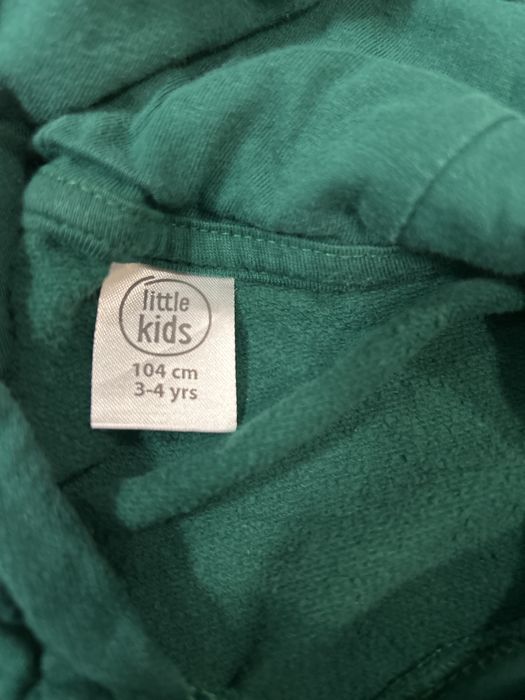 little
kids
104 cm
3-4 yrs